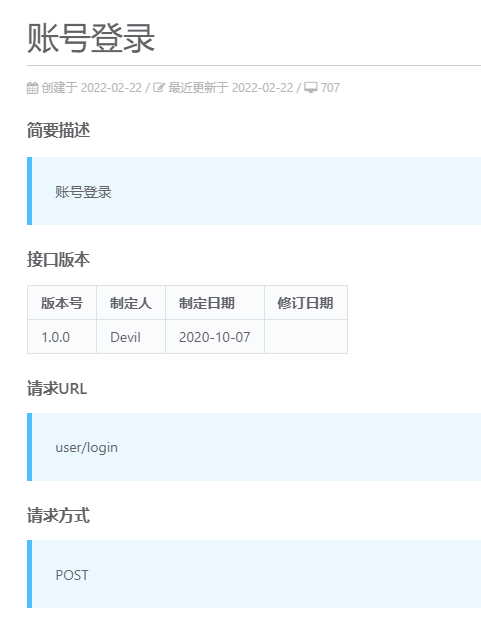 账号登录
创建于 2022-02-22 / 最近更新于 2022-02-22 / 707
简要描述
账号登录
接口版本
版本号 制定人 制定日期 修订日期
1.0.0 Devil 2020-10-07
请求URL
user/login
请求方式
POST